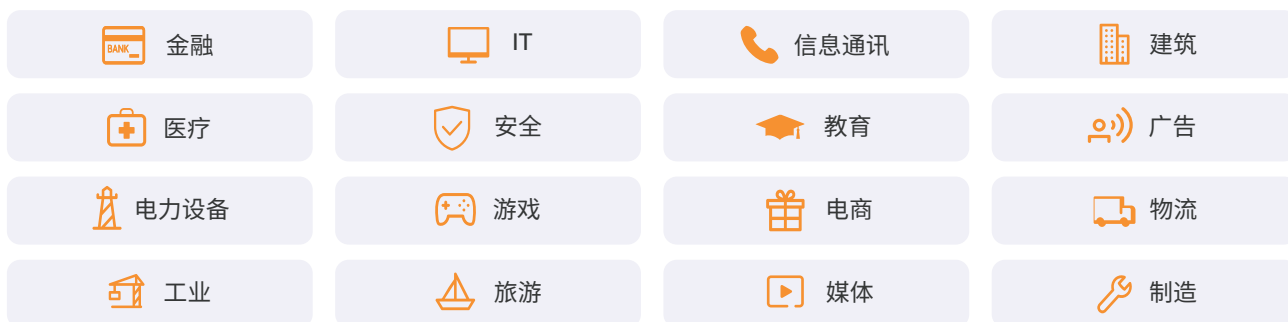 BANK
金融
IT
信息通讯
建筑
医疗
安全
教育
广告
电力设备
游戏
电商
物流
工业
旅游
媒体
制造